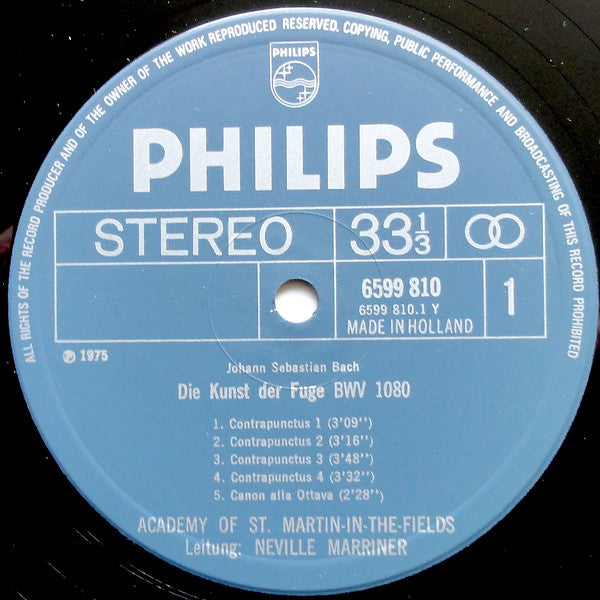 ALL RIGHTS OF THE RECORD PRODUCER AND OF THE OWNER OF THE WORK REPRODUCED RESERVED. COPYING, PUBLIC PERFORMANCE AND BROADCASTING OF THIS RECORD PROHIBITED
PHILIPS
PHILIPS
STEREO 33⅓
6599 810
6599 810.1 Y
MADE IN HOLLAND
1
℗ 1975
Johann Sebastian Bach
Die Kunst der Fuge BWV 1080
1. Contrapunctus 1 (3'09'')
2. Contrapunctus 2 (3'16'')
3. Contrapunctus 3 (3'48'')
4. Contrapunctus 4 (3'32'')
5. Canon alla Ottava (2'28'')
ACADEMY OF ST. MARTIN-IN-THE-FIELDS
Leitung: NEVILLE MARRINER